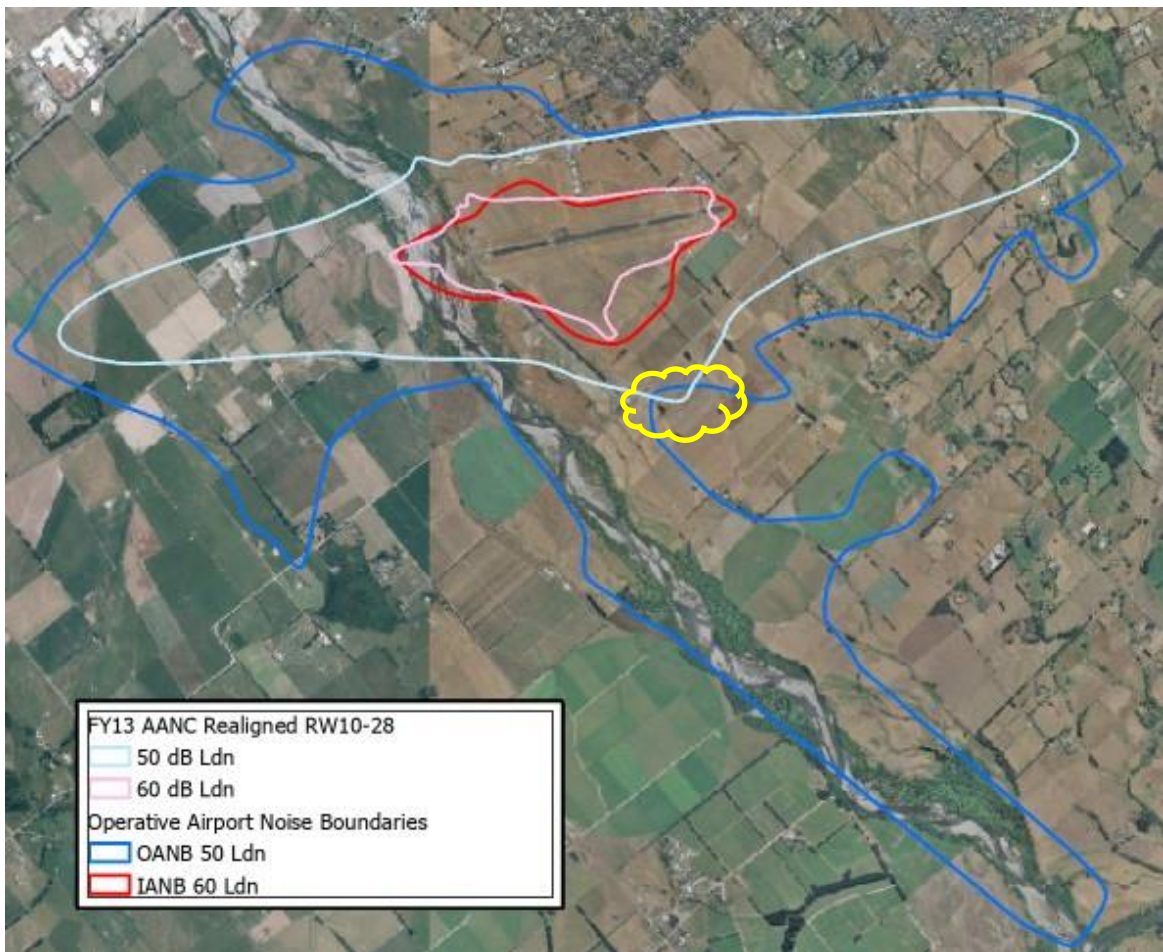 FY13 AANC Realigned RW10-28
50 dB Ldn
60 dB Ldn
Operative Airport Noise Boundaries
OANB 50 Ldn
IANB 60 Ldn